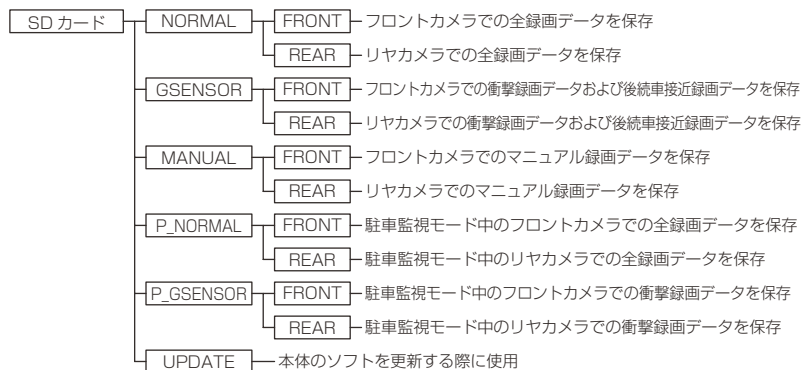 SD カード NORMAL FRONT フロントカメラでの全録画データを保存
REAR リヤカメラでの全録画データを保存
GSENSOR FRONT フロントカメラでの衝撃録画データおよび後続車接近録画データを保存
REAR リヤカメラでの衝撃録画データおよび後続車接近録画データを保存
MANUAL FRONT フロントカメラでのマニュアル録画データを保存
REAR リヤカメラでのマニュアル録画データを保存
P_NORMAL FRONT 駐車監視モード中のフロントカメラでの全録画データを保存
REAR 駐車監視モード中のリヤカメラでの全録画データを保存
P_GSENSOR FRONT 駐車監視モード中のフロントカメラでの衝撃録画データを保存
REAR 駐車監視モード中のリヤカメラでの衝撃録画データを保存
UPDATE 本体のソフトを更新する際に使用